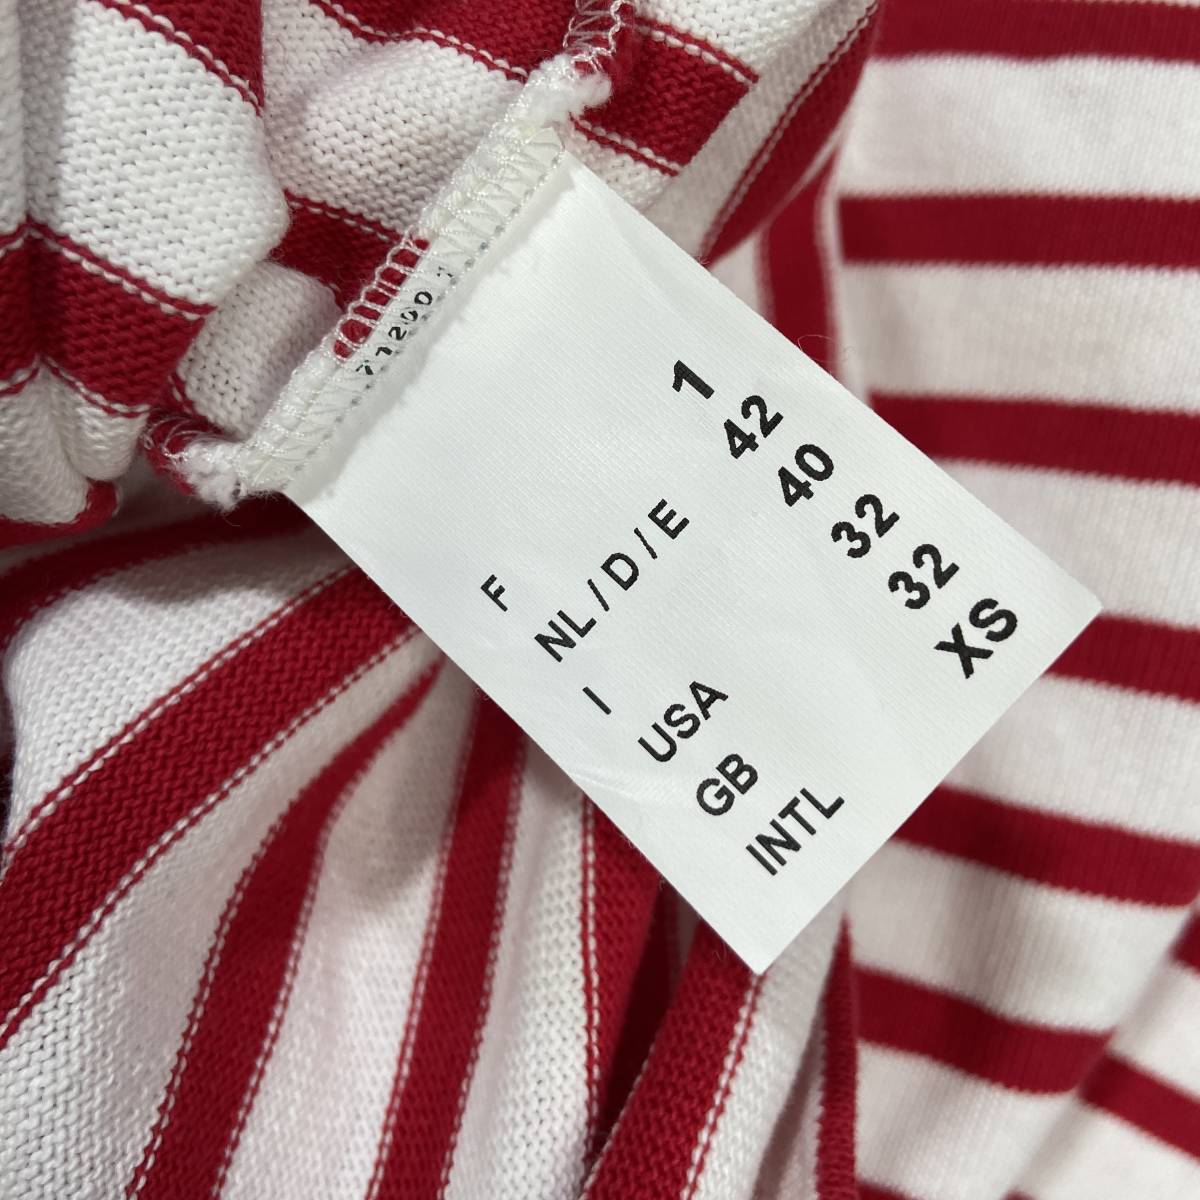 F 1
NL / D / E 42
I 40
USA 32
GB 32
INTL XS